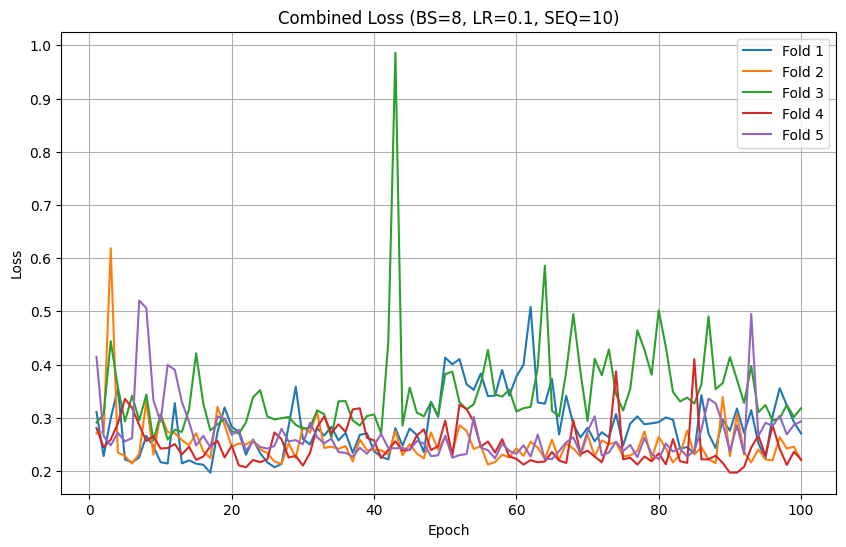 Combined Loss (BS=8, LR=0.1, SEQ=10)
Fold 1
Fold 2
Fold 3
Fold 4
Fold 5
1.0
0.9
0.8
0.7
0.6
0.5
0.4
0.3
0.2
Loss
0 20 40 60 80 100
Epoch